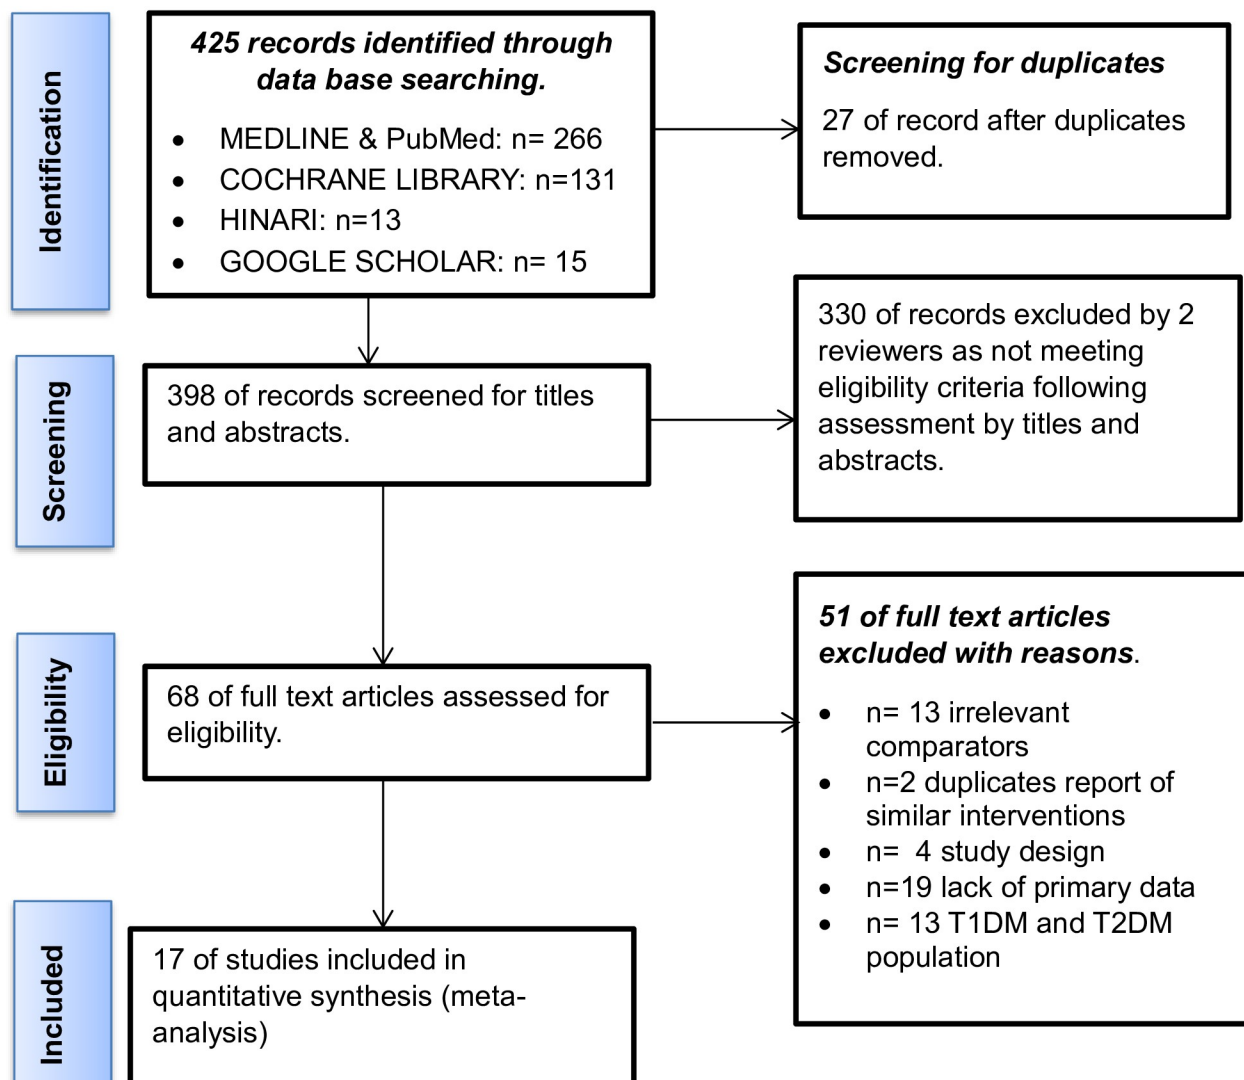 Identification
425 records identified through
data base searching.
• MEDLINE & PubMed: n= 266
• COCHRANE LIBRARY: n=131
• HINARI: n=13
• GOOGLE SCHOLAR: n= 15
Screening for duplicates
27 of record after duplicates
removed.
Screening
398 of records screened for titles
and abstracts.
330 of records excluded by 2
reviewers as not meeting
eligibility criteria following
assessment by titles and
abstracts.
Eligibility
68 of full text articles assessed for
eligibility.
51 of full text articles
excluded with reasons.
• n= 13 irrelevant
comparators
• n=2 duplicates report of
similar interventions
• n=  4 study design
• n=19 lack of primary data
• n= 13 T1DM and T2DM
population
Included
17 of studies included in
quantitative synthesis (meta-
analysis)